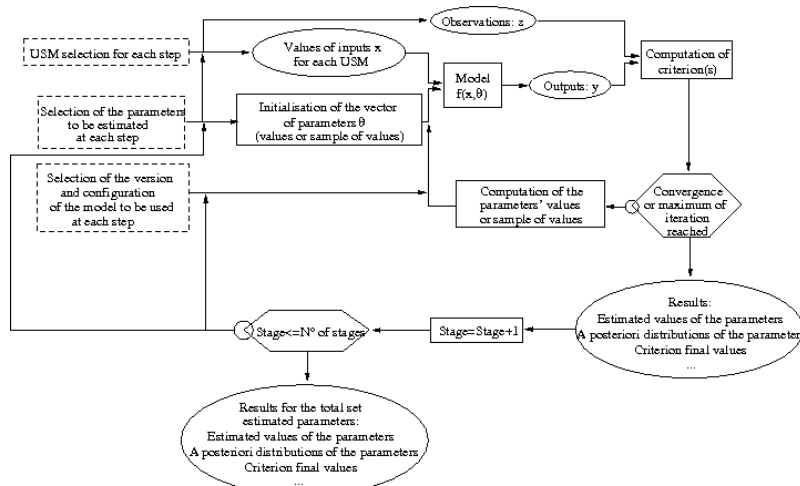 Observations: z
USM selection for each step
Values of inputs x
for each USM
Computation of
criterion(s)
Model
f(x,θ)
Outputs: y
Selection of the parameters
to be estimated
at each step
Initialisation of the vector
of parameters θ
(values or sample of values)
Selection of the version
and configuration
of the model to be used
at each step
Computation of the
parameters' values
or sample of values
Convergence
or maximum of
iteration
reached
Results:
Estimated values of the parameters
A posteriori distributions of the parameter
Criterion final values
...
Stage=Stage+1
Stage<=N° of stages
Results for the total set
estimated parameters:
Estimated values of the parameters
A posteriori distributions of the parameters
Criterion final values
...